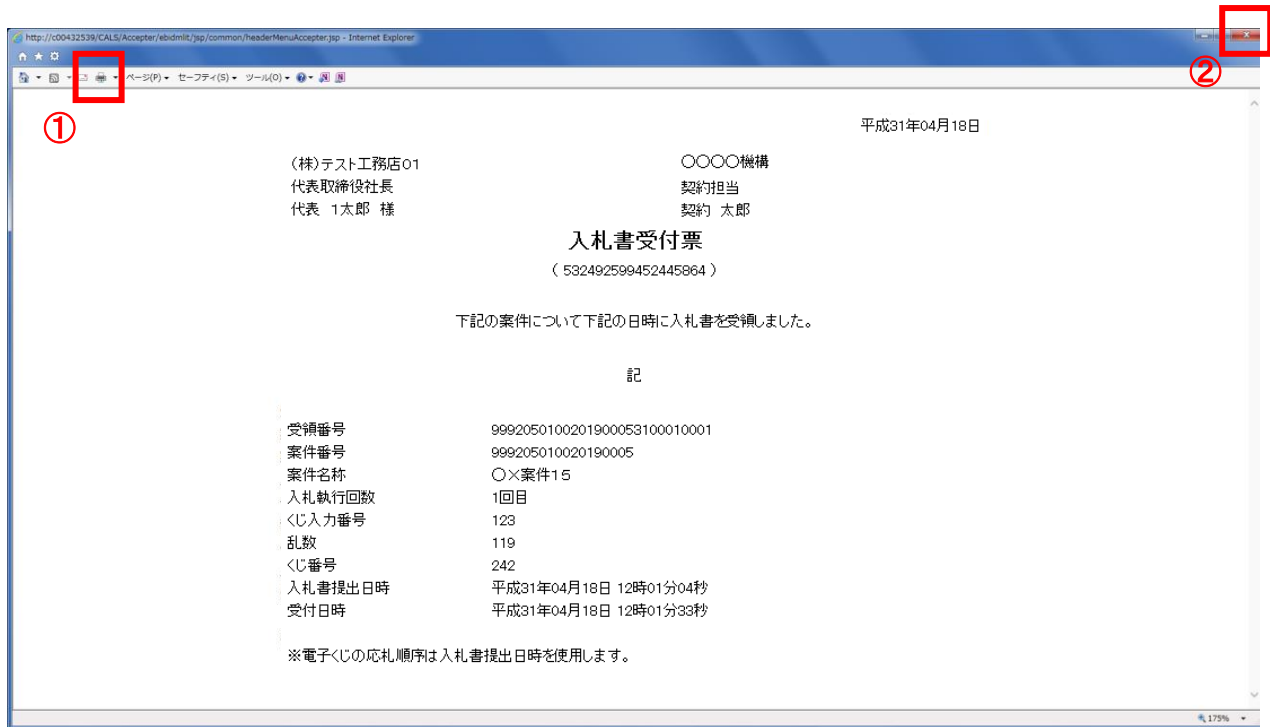 http://c00432539/CALS/Accepter/ebidmlit/jsp/common/headerMenuAccepter.jsp - Internet Explorer
ページ(P) セーフティ(S) ツール(O)
①
②
平成31年04月18日
(株)テスト工務店01
〇〇〇〇機構
代表取締役社長
契約担当
代表 1太郎 様
契約 太郎
入札書受付票
( 532492599452445864 )
下記の案件について下記の日時に入札書を受領しました。
記
受領番号 9992050100201900053100010001
案件番号 999205010020190005
案件名称 〇×案件15
入札執行回数 1回目
くじ入力番号 123
乱数 119
くじ番号 242
入札書提出日時 平成31年04月18日 12時01分04秒
受付日時 平成31年04月18日 12時01分33秒
※電子くじの応札順序は入札書提出日時を使用します。
175%